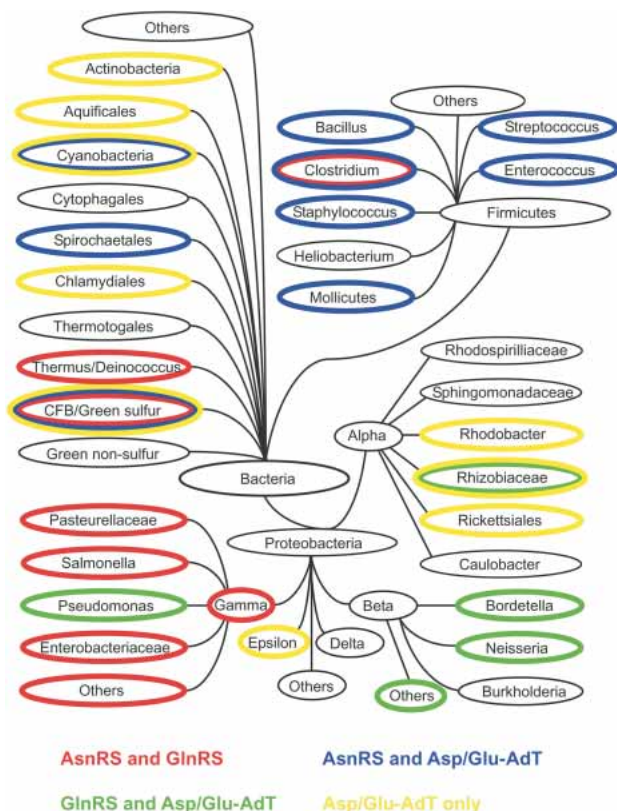 Others
Actinobacteria
Aquificales
Cyanobacteria
Cytophagales
Spirochaetales
Chlamydiales
Thermotogales
Thermus/Deinococcus
CFB/Green sulfur
Green non-sulfur
Bacteria
Others
Bacillus
Streptococcus
Clostridium
Enterococcus
Staphylococcus
Firmicutes
Heliobacterium
Mollicutes
Rhodospirilliaceae
Sphingomonadaceae
Alpha
Rhodobacter
Rhizobiaceae
Rickettsiales
Caulobacter
Proteobacteria
Pasteurellaceae
Salmonella
Pseudomonas
Gamma
Enterobacteriaceae
Others
Epsilon
Delta
Others
Beta
Bordetella
Neisseria
Others
Burkholderia
AsnRS and GlnRS
AsnRS and Asp/Glu-AdT
GlnRS and Asp/Glu-AdT
Asp/Glu-AdT only